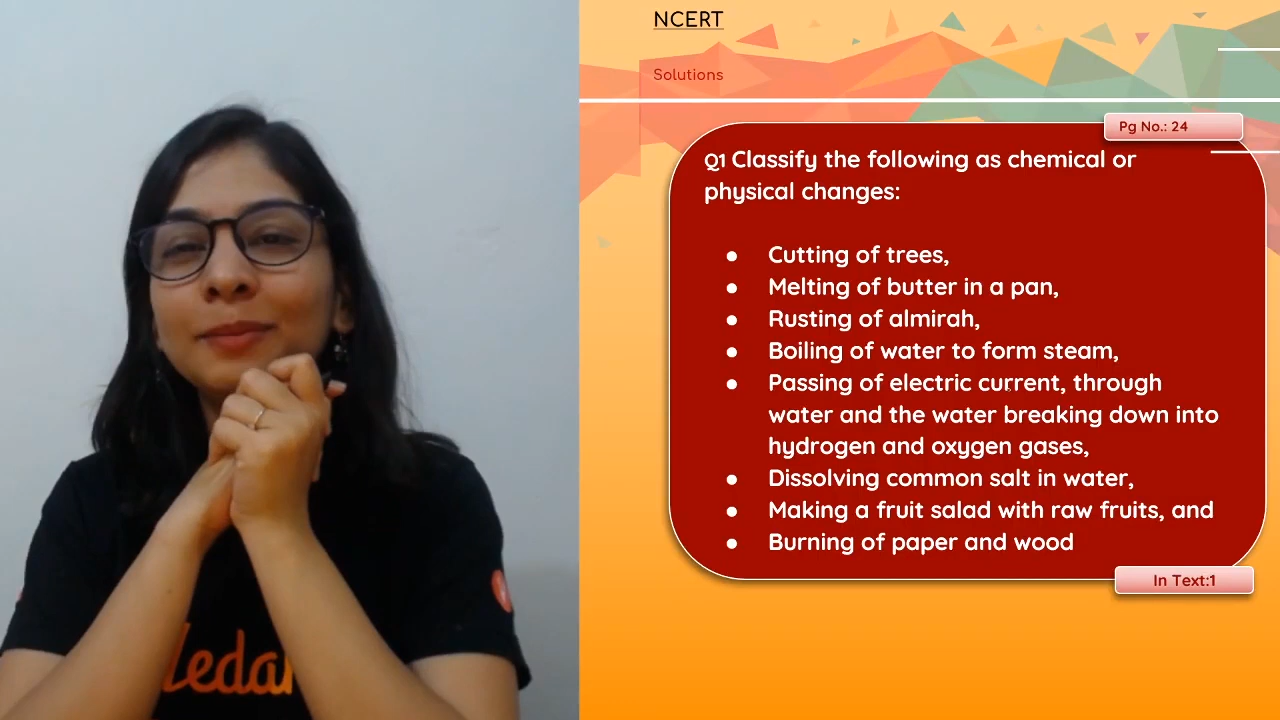 NCERT
Solutions
Pg No.: 24
Q1 Classify the following as chemical or
physical changes:
● Cutting of trees,
● Melting of butter in a pan,
● Rusting of almirah,
● Boiling of water to form steam,
● Passing of electric current, through
water and the water breaking down into
hydrogen and oxygen gases,
● Dissolving common salt in water,
● Making a fruit salad with raw fruits, and
● Burning of paper and wood
In Text:1